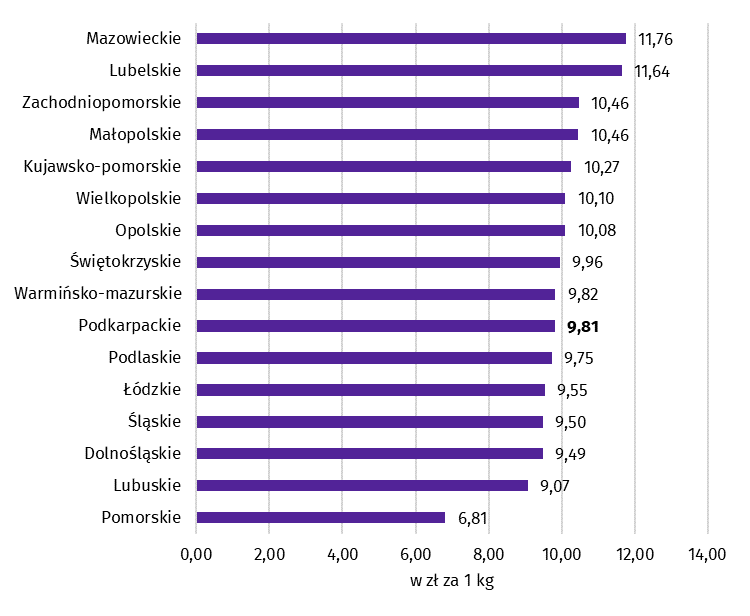 Mazowieckie 11,76
Lubelskie 11,64
Zachodniopomorskie 10,46
Małopolskie 10,46
Kujawsko-pomorskie 10,27
Wielkopolskie 10,10
Opolskie 10,08
Świętokrzyskie 9,96
Warmińsko-mazurskie 9,82
Podkarpackie 9,81
Podlaskie 9,75
Łódzkie 9,55
Śląskie 9,50
Dolnośląskie 9,49
Lubuskie 9,07
Pomorskie 6,81
0,00 2,00 4,00 6,00 8,00 10,00 12,00 14,00
w zł za 1 kg